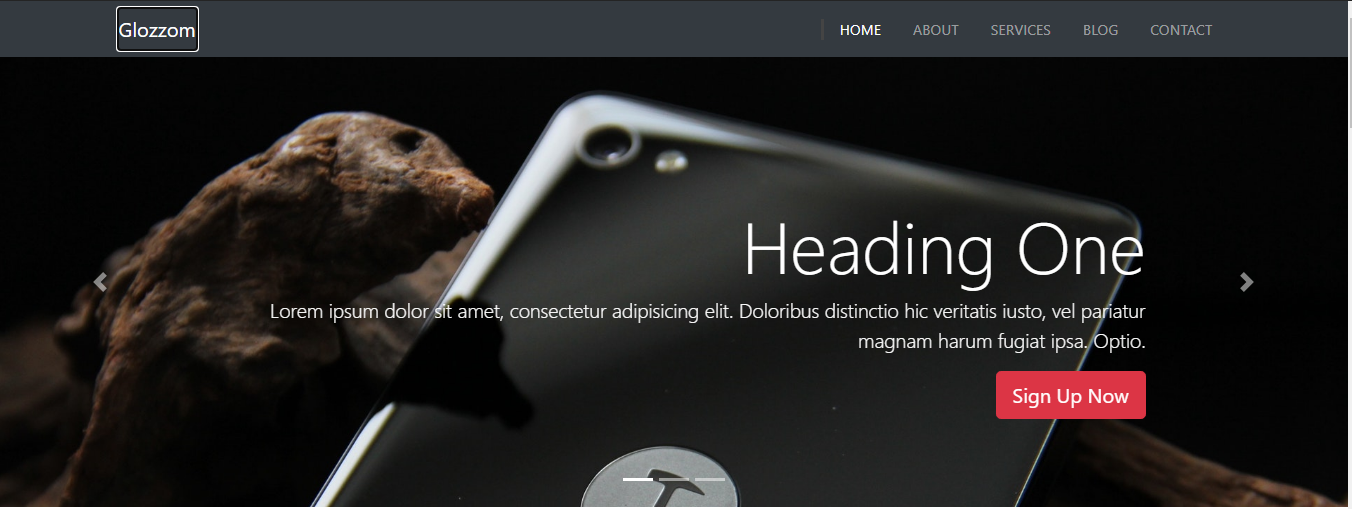 Glozzom
HOME ABOUT SERVICES BLOG CONTACT
Heading One
Lorem ipsum dolor sit amet, consectetur adipisicing elit. Doloribus distinctio hic veritatis iusto, vel pariatur
magnam harum fugiat ipsa. Optio.
Sign Up Now